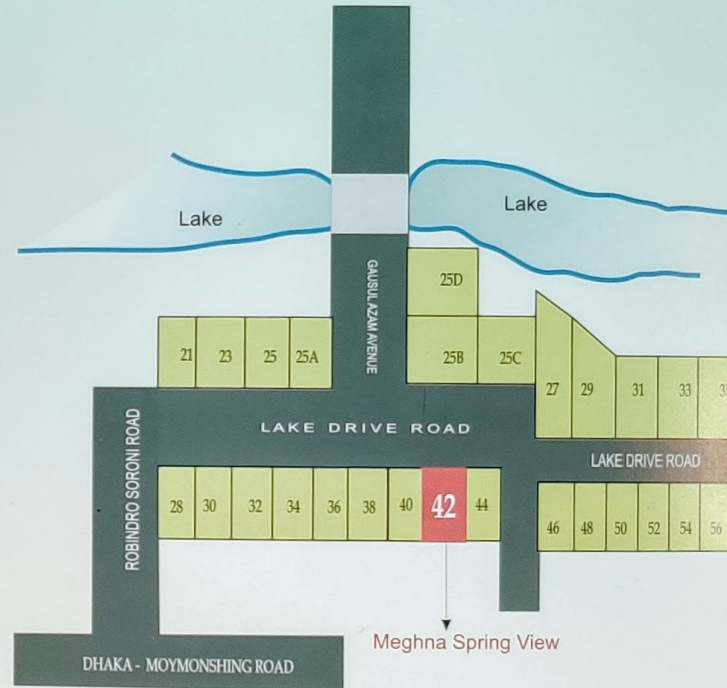 Lake
Lake
GAUSUL AZAM AVENUE
25D
21
23
25
25A
25B
25C
27
29
31
33
LAKE DRIVE ROAD
LAKE DRIVE ROAD
ROBINDRO SORONI ROAD
28
30
32
34
36
38
40
42
44
46
48
50
52
54
56
Meghna Spring View
DHAKA - MOYMONSHING ROAD